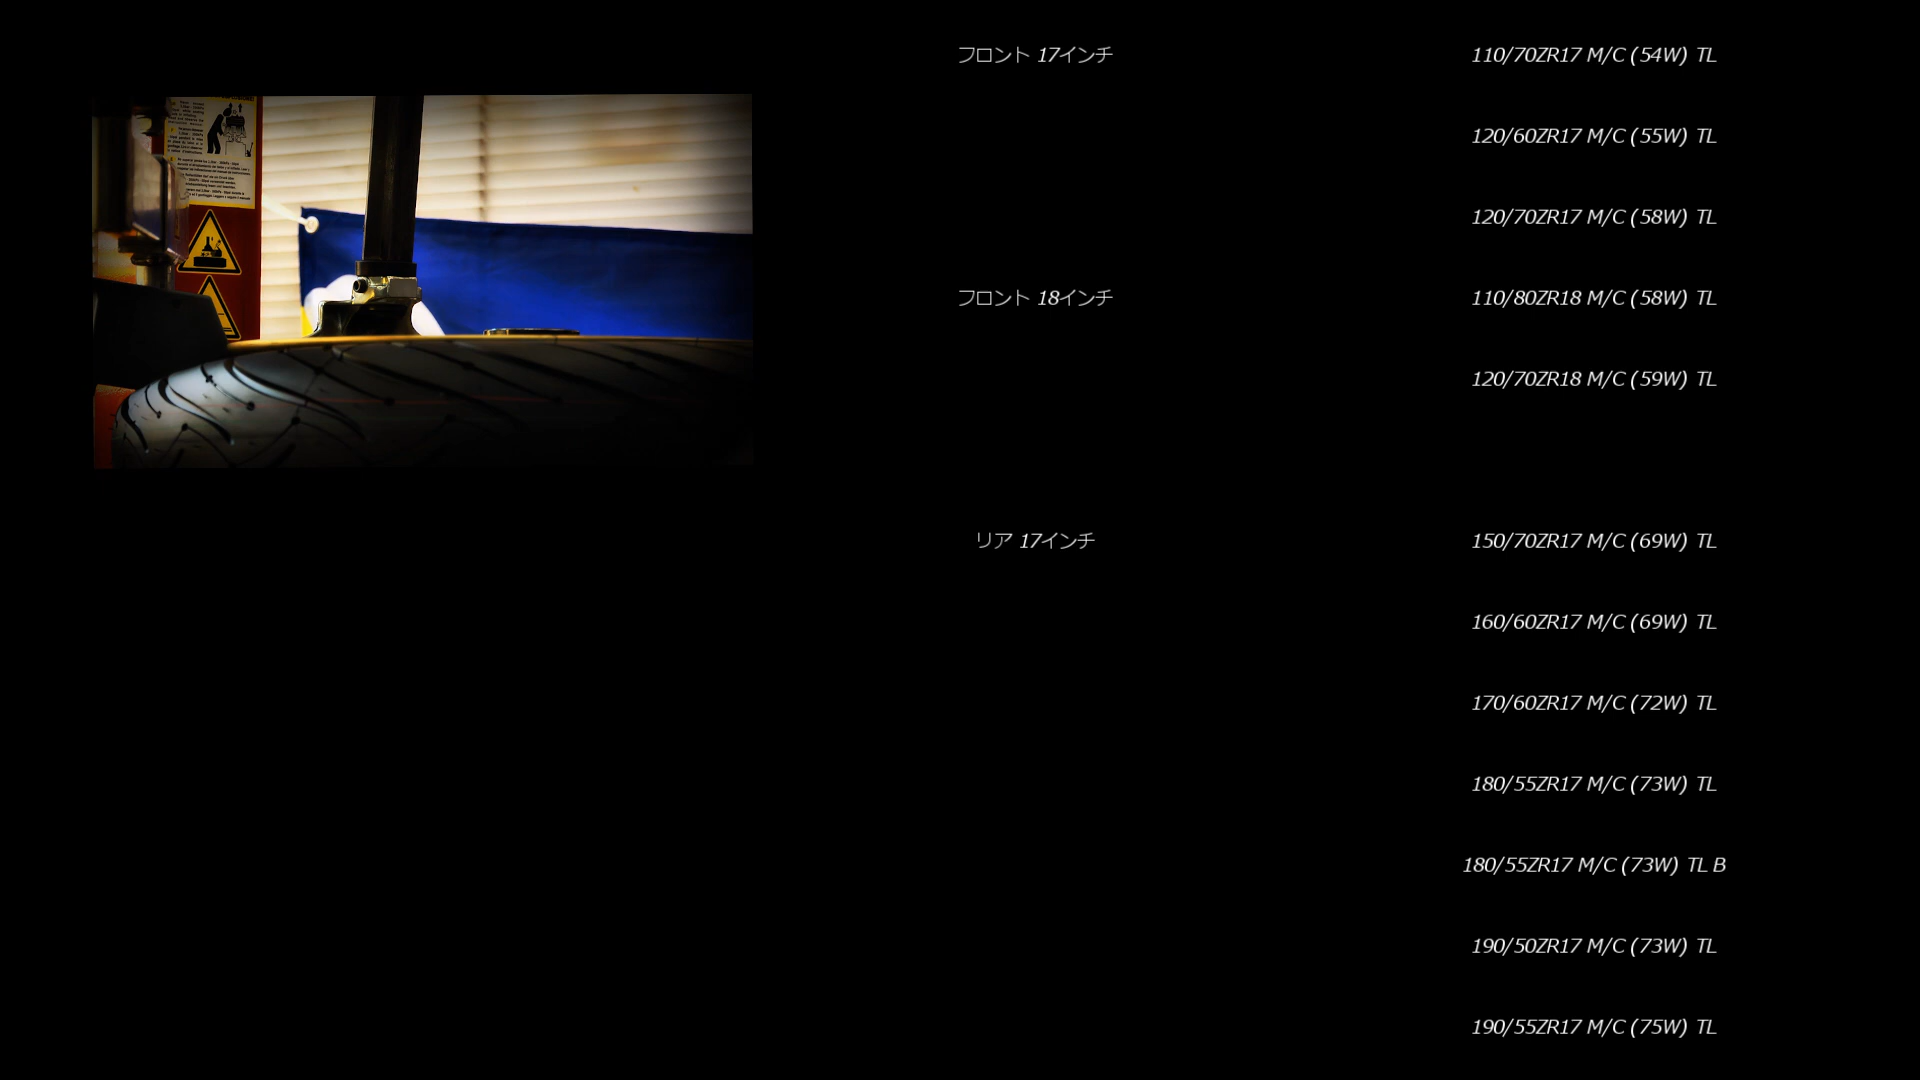 フロント 17インチ 110/70ZR17 M/C (54W) TL
120/60ZR17 M/C (55W) TL
120/70ZR17 M/C (58W) TL
フロント 18インチ 110/80ZR18 M/C (58W) TL
120/70ZR18 M/C (59W) TL
リア 17インチ 150/70ZR17 M/C (69W) TL
160/60ZR17 M/C (69W) TL
170/60ZR17 M/C (72W) TL
180/55ZR17 M/C (73W) TL
180/55ZR17 M/C (73W) TL B
190/50ZR17 M/C (73W) TL
190/55ZR17 M/C (75W) TL